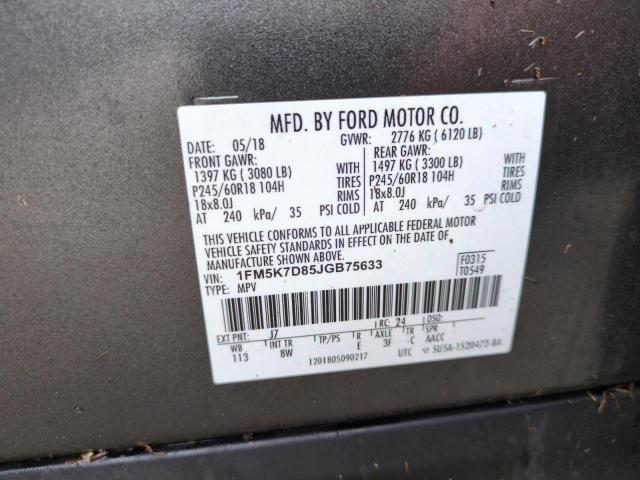 MFD. BY FORD MOTOR CO.
DATE: 05/18 GVWR: 2776 KG ( 6120 LB)
FRONT GAWR: REAR GAWR:
1397 KG ( 3080 LB) WITH 1497 KG ( 3300 LB) WITH
P245/60R18 104H TIRES P245/60R18 104H TIRES
18x8.0J RIMS 18x8.0J RIMS
AT 240 kPa/ 35 PSI COLD AT 240 kPa/ 35 PSI COLD
THIS VEHICLE CONFORMS TO ALL APPLICABLE FEDERAL MOTOR
VEHICLE SAFETY STANDARDS IN EFFECT ON THE DATE OF
MANUFACTURE SHOWN ABOVE.
VIN: 1FM5K7D85JGB75633 F0315
TYPE: MPV T0549
EXT PNT: J7 RC: 24 DSO:
WB INT TR TP/PS R AXLE TR SPR
113 8W E 3F -C AACC
1201805090217 UTC ▽ 5USA-1520472-BA